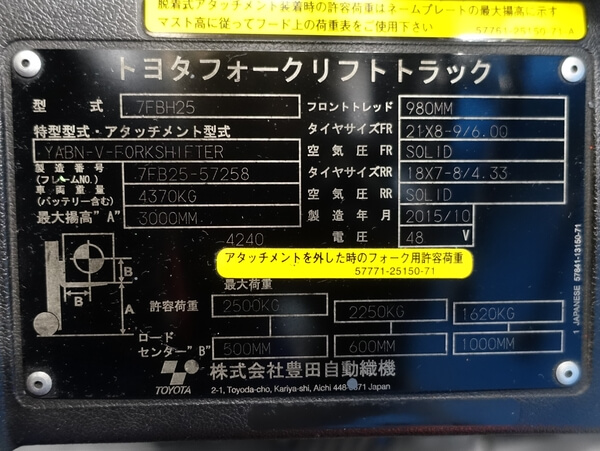 脱着式アタッチメント装着時の許容荷重はネームプレートの最大揚高に示す
マスト高に従ってフード上の荷重表をご使用下さい
57751-25150-71 A
トヨタフォークリフトトラック
型式 7FBH25
フロントトレッド 980MM
特型型式・アタッチメント型式
YABN-V-FORKSHIFTER
タイヤサイズFR 21X8-9/6.00
空気圧FR SOLID
製造番号
(フレームNO.) 7FB25-57258
タイヤサイズRR 18X7-8/4.33
車両重量
(バッテリー含む) 4370KG
空気圧RR SOLID
最大揚高"A" 3000MM
製造年月 2015/10
4240
電圧 48 V
アタッチメントを外した時のフォーク用許容荷重
57771-25150-71
B
B
A
最大荷重
許容荷重 2500KG 2250KG 1620KG
ロード
センター"B" 500MM 600MM 1000MM
TOYOTA
株式会社豊田自動織機
2-1, Toyoda-cho, Kariya-shi, Aichi 448-8671 Japan
1 JAPANESE 57841-13150-71